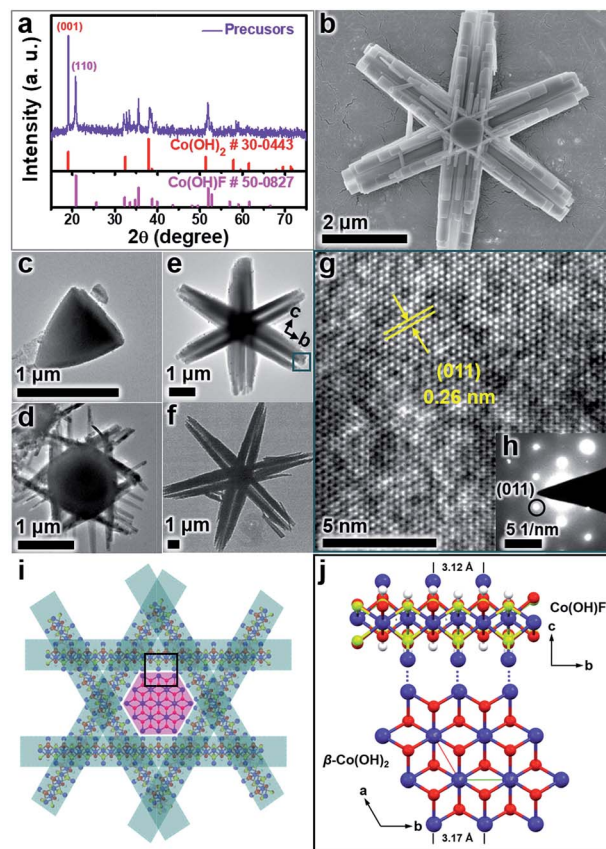 a
Precusors
(001)
(110)
Intensity (a. u.)
Co(OH)2 # 30-0443
Co(OH)F # 50-0827
20 30 40 50 60 70
2θ (degree)
b
2 μm
c
1 μm
e
c
b
1 μm
d
1 μm
f
1 μm
g
(011)
0.26 nm
5 nm
h
(011)
5 1/nm
i
j
3.12 Å
Co(OH)F
c
b
β-Co(OH)2
a
b
3.17 Å